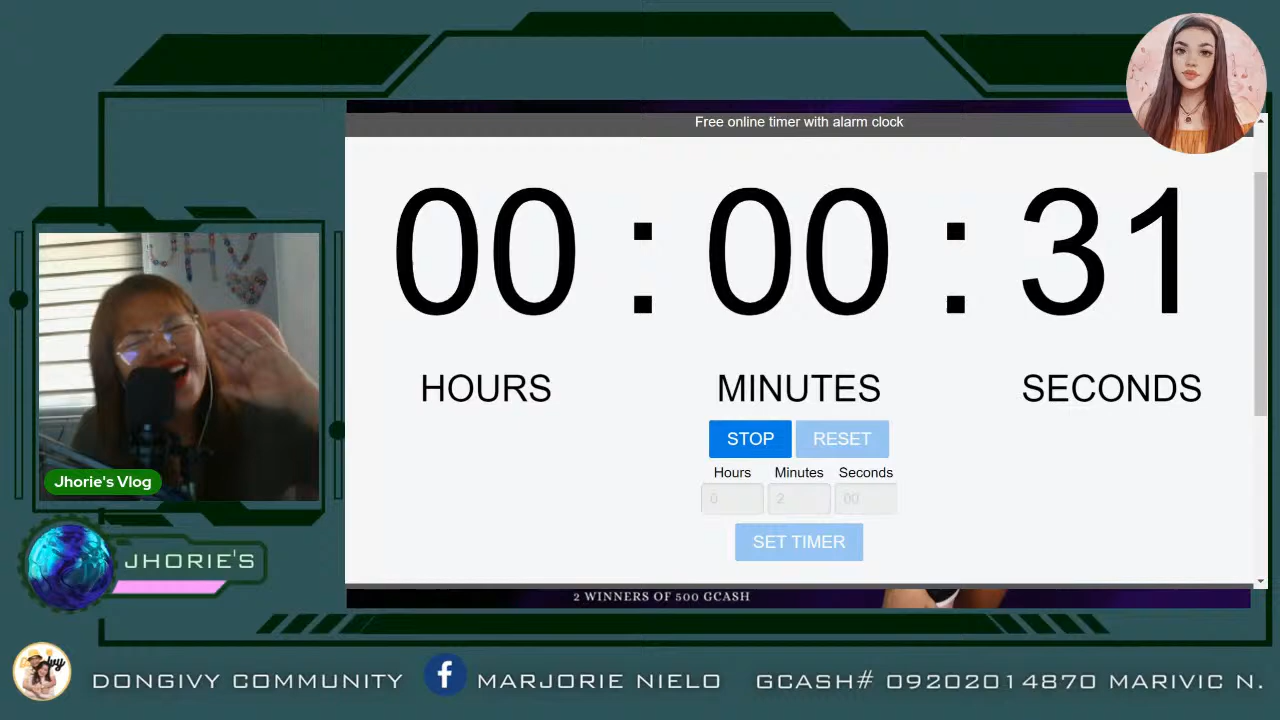 Free online timer with alarm clock
00 : 00 : 31
HOURS MINUTES SECONDS
STOP RESET
Hours Minutes Seconds
0 2 00
SET TIMER
2 WINNERS OF 500 GCASH
JHV
Jhorie's Vlog
JHORIE'S
DONGIVY COMMUNITY f MARJORIE NIELO GCASH# 09202014870 MARIVIC N.